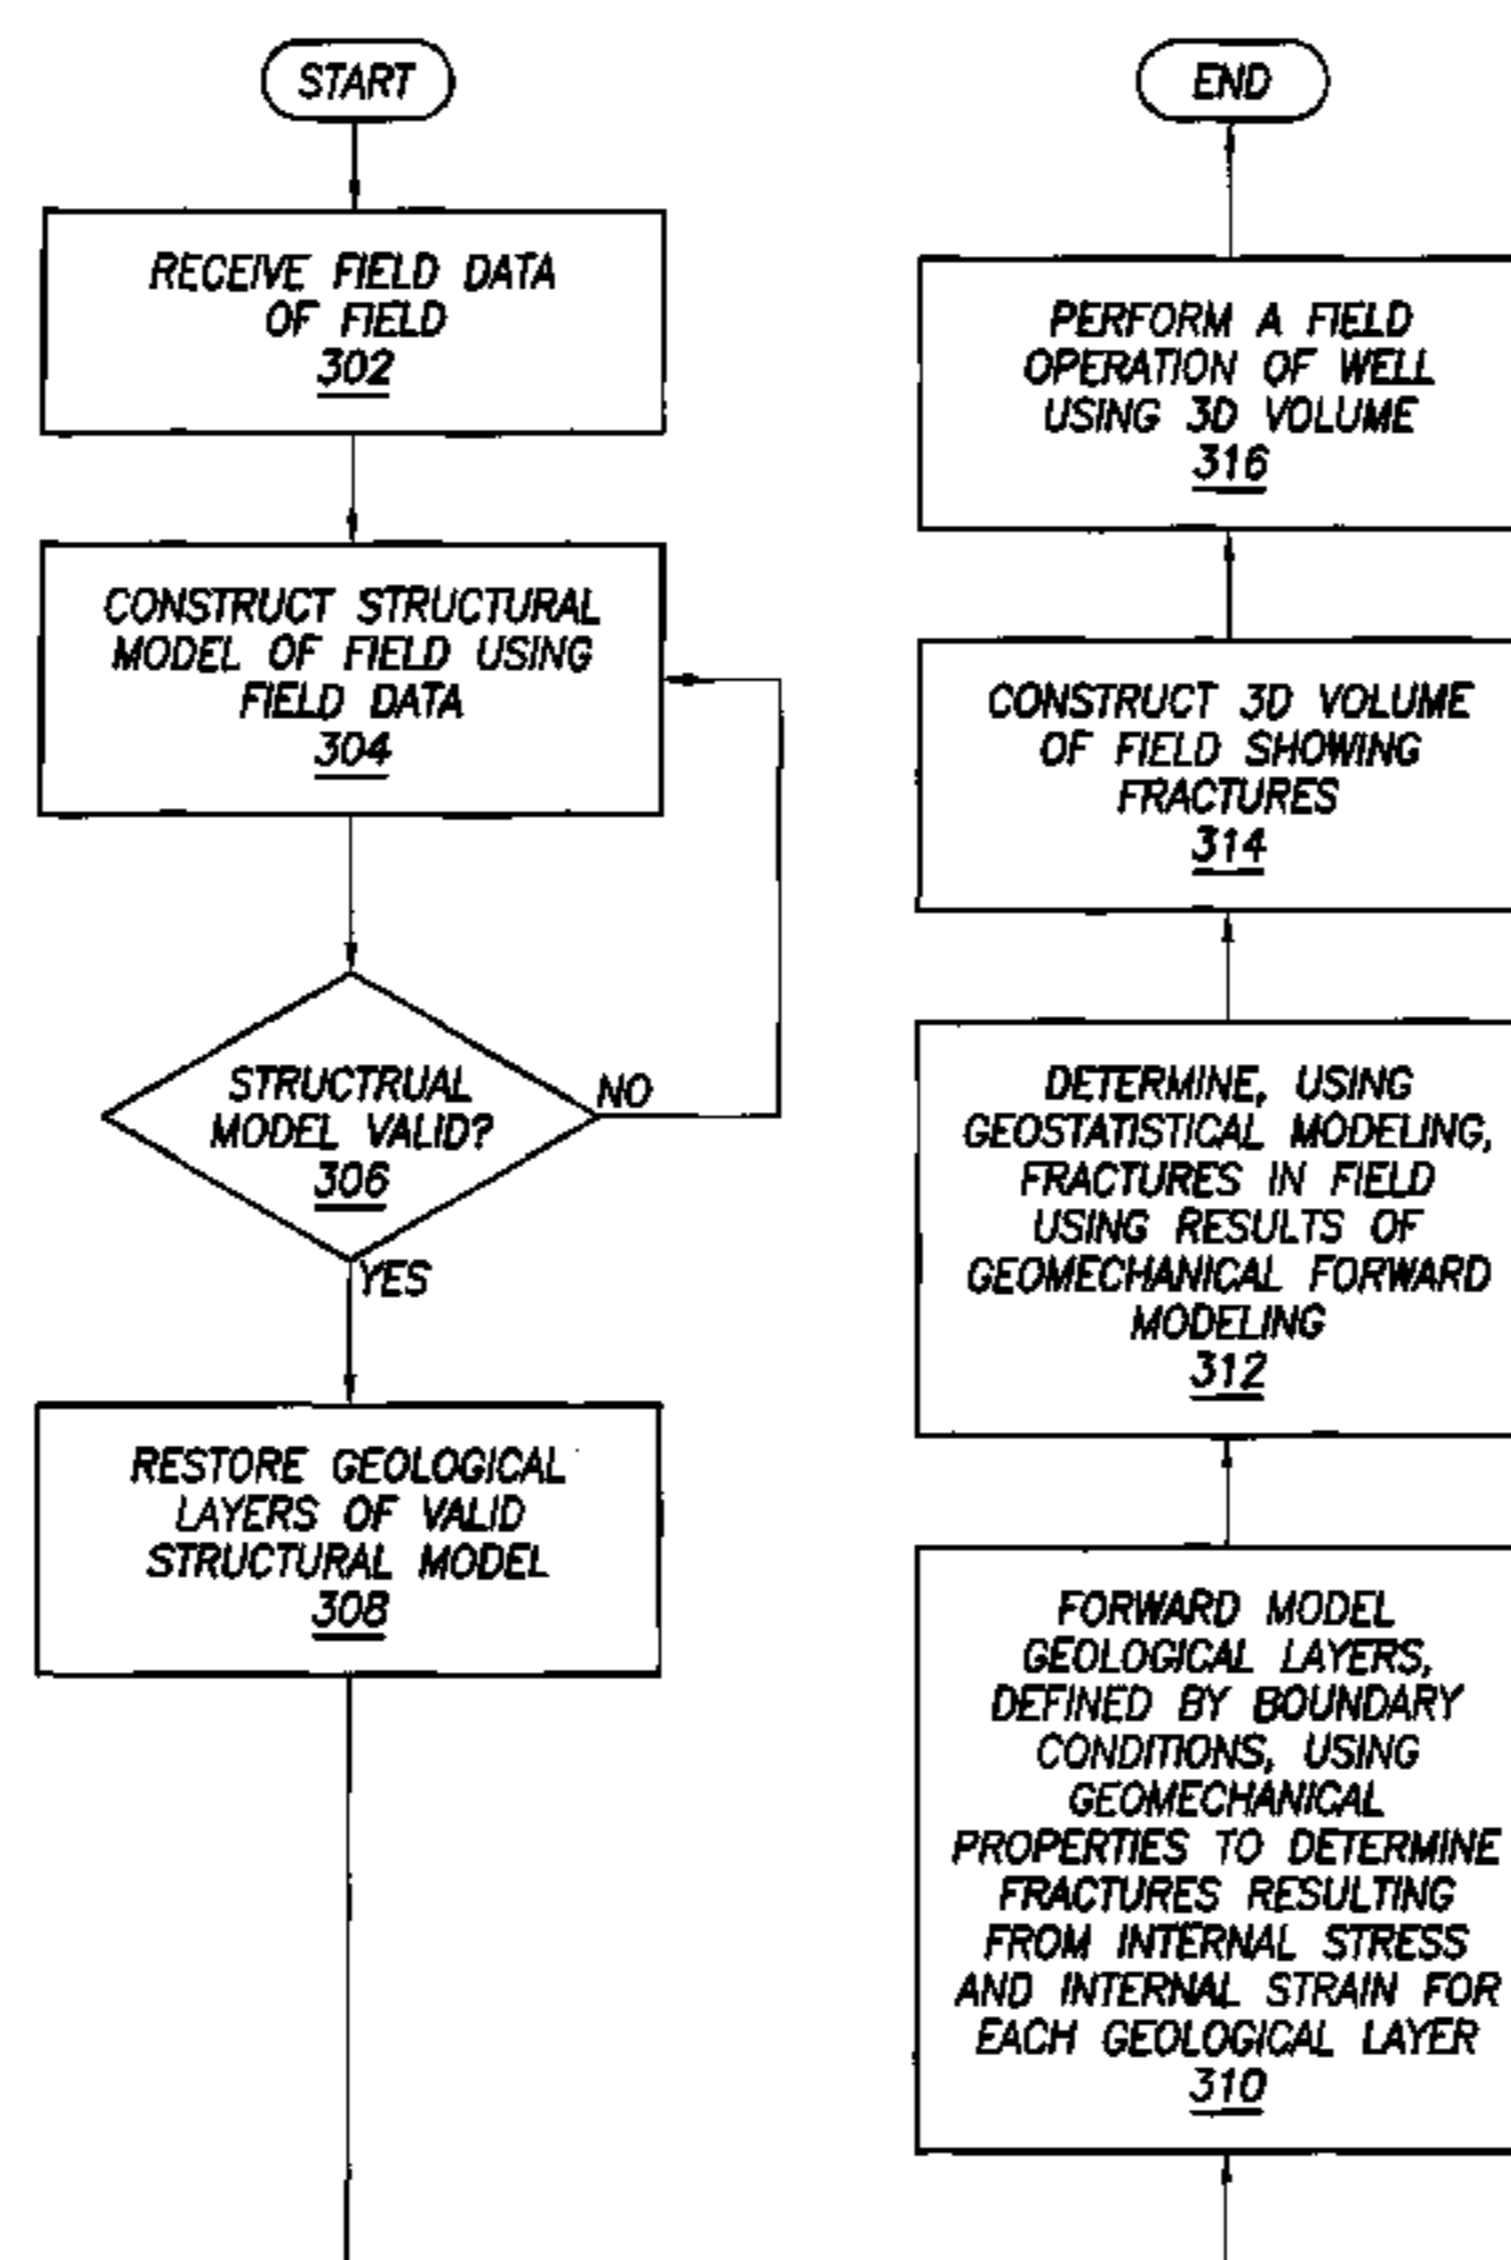 START
RECEIVE FIELD DATA
OF FIELD
302
CONSTRUCT STRUCTURAL
MODEL OF FIELD USING
FIELD DATA
304
STRUCTRUAL
MODEL VALID?
306
NO
YES
RESTORE GEOLOGICAL
LAYERS OF VALID
STRUCTURAL MODEL
308
END
PERFORM A FIELD
OPERATION OF WELL
USING 3D VOLUME
316
CONSTRUCT 3D VOLUME
OF FIELD SHOWING
FRACTURES
314
DETERMINE, USING
GEOSTATISTICAL MODELING,
FRACTURES IN FIELD
USING RESULTS OF
GEOMECHANICAL FORWARD
MODELING
312
FORWARD MODEL
GEOLOGICAL LAYERS,
DEFINED BY BOUNDARY
CONDITIONS, USING
GEOMECHANICAL
PROPERTIES TO DETERMINE
FRACTURES RESULTING
FROM INTERNAL STRESS
AND INTERNAL STRAIN FOR
EACH GEOLOGICAL LAYER
310